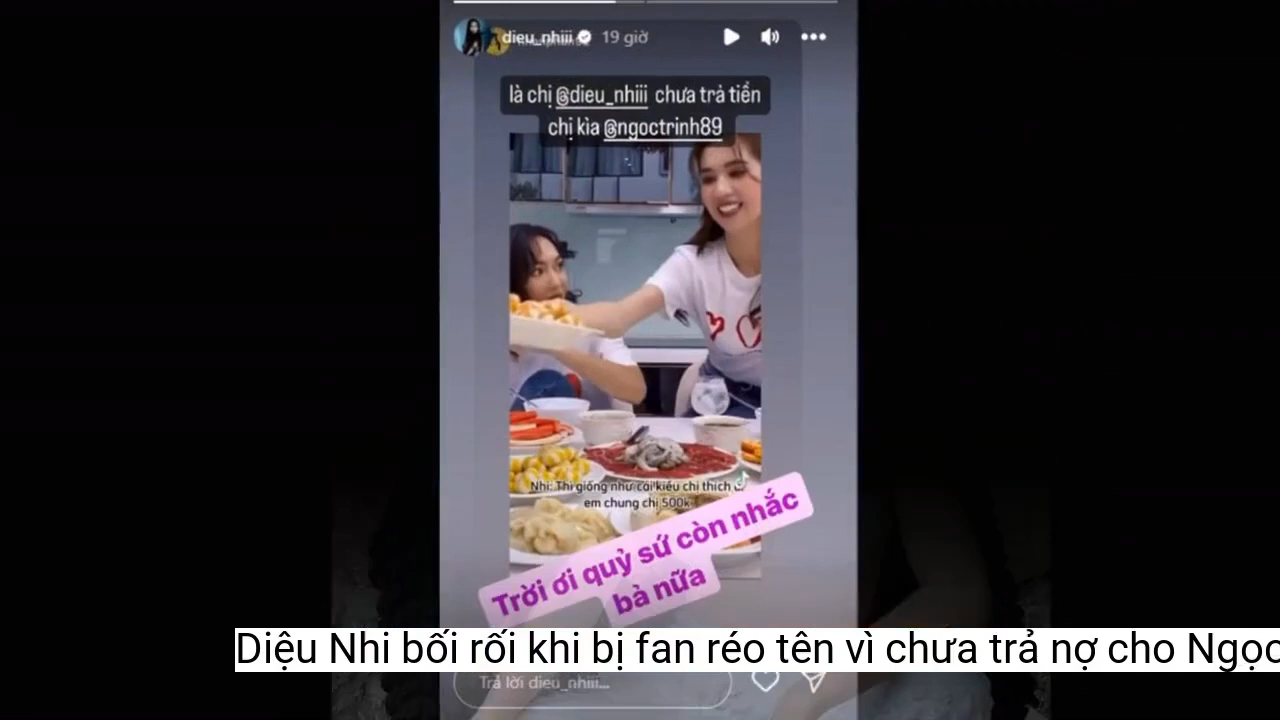 dieu_nhiii 19 giờ
là chị @dieu_nhiii chưa trả tiền
chị kìa @ngoctrinh89
Nhi: Thì giống như cái kiểu chị thích
em chung chị 500k
Trời ơi quỷ sứ còn nhắc
bả nữa
Diệu Nhi bối rối khi bị fan réo tên vì chưa trả nợ cho Ngọc
Trả lời dieu_nhiii...